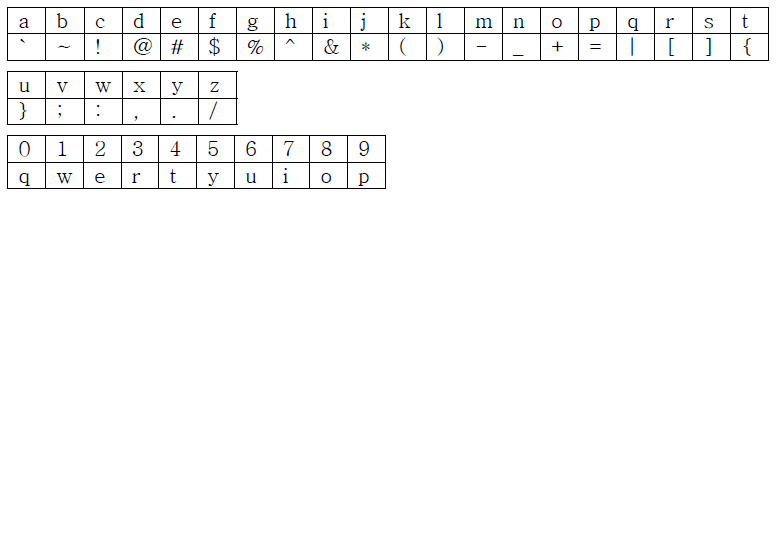 a b c d e f g h i j k l m n o p q r s t
` ~ ! @ # $ % ^ & * ( ) - _ + = | [ ] {
u v w x y z
} ; : , . /
0 1 2 3 4 5 6 7 8 9
q w e r t y u i o p